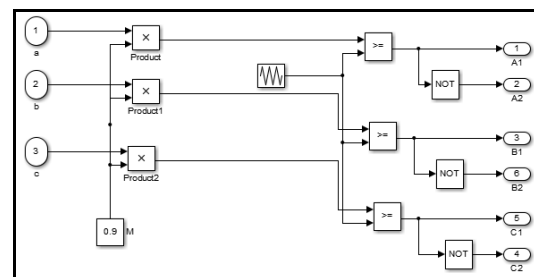 1
a
×
Product
>=
1
A1
NOT
2
A2
2
b
×
Product1
>=
3
B1
NOT
6
B2
3
c
×
Product2
>=
5
C1
NOT
4
C2
0.9
M